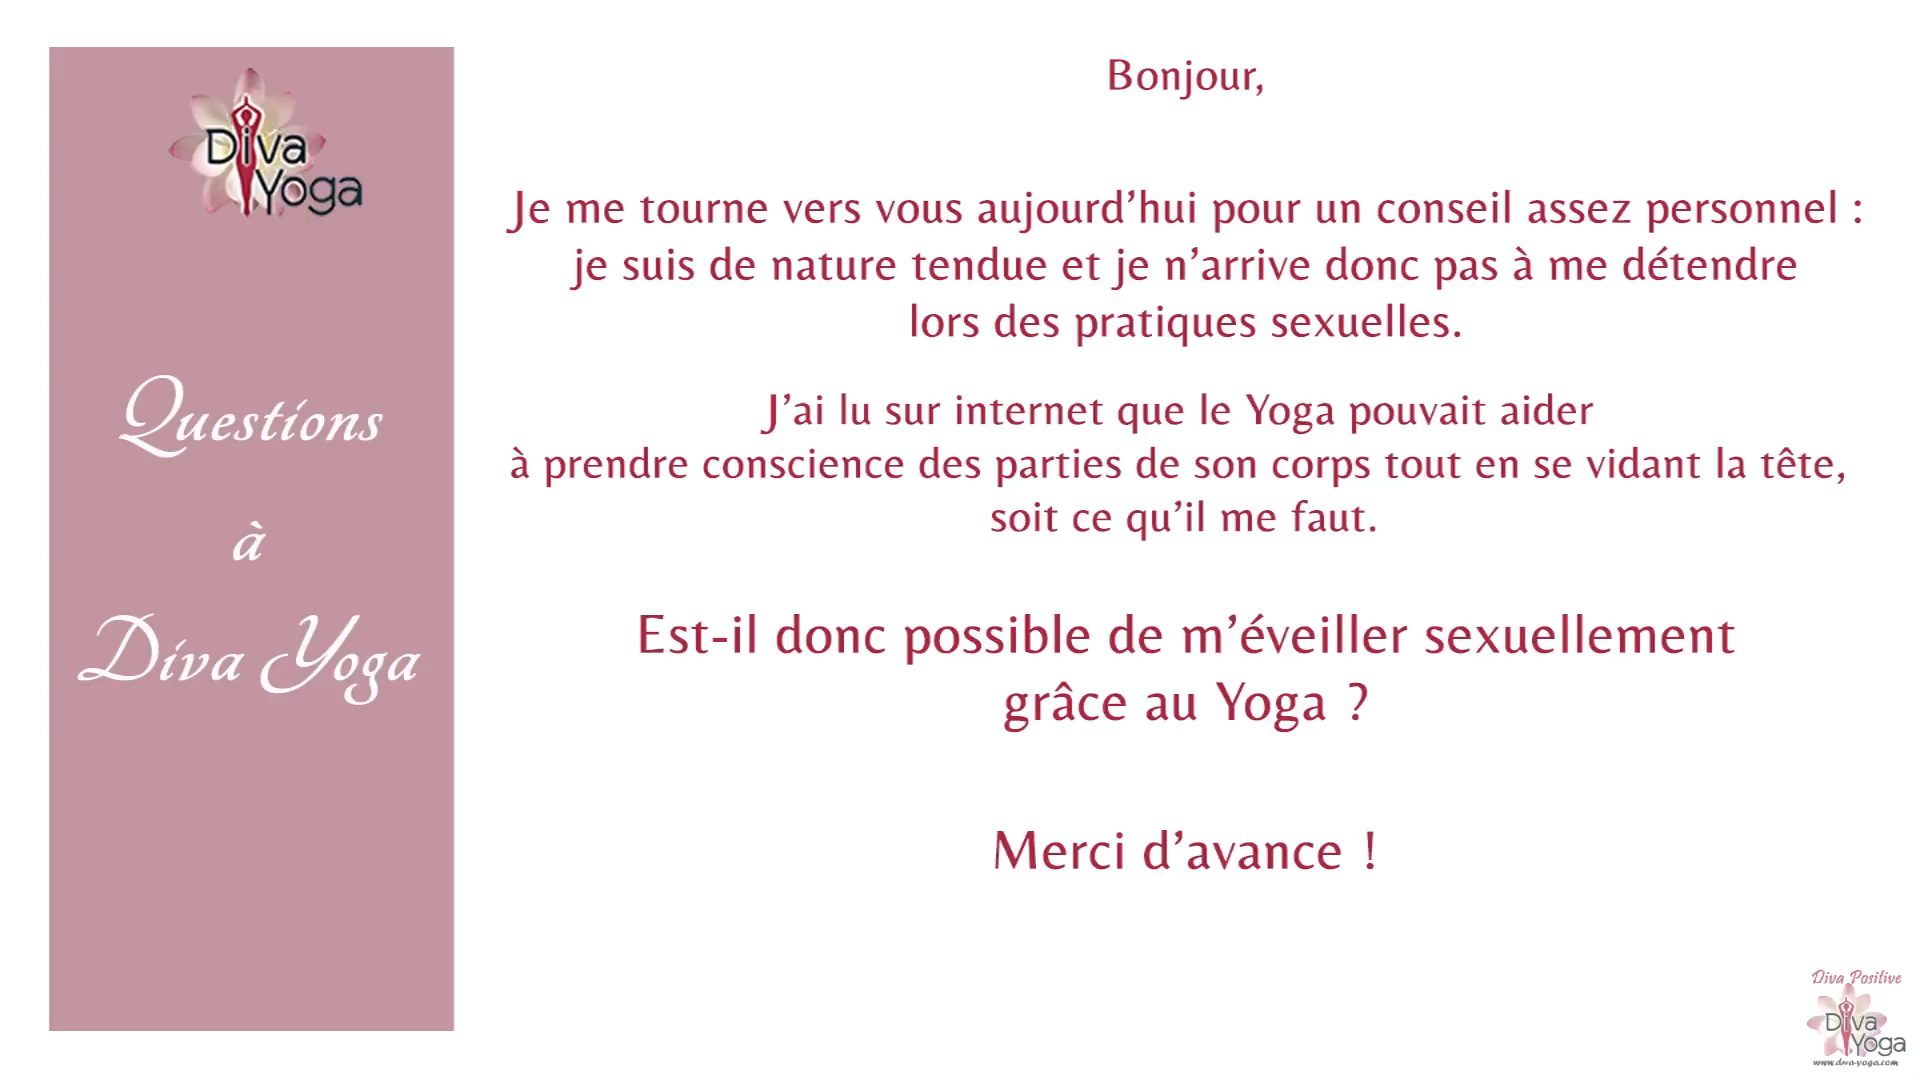 Diva
Yoga
Questions
à
Diva Yoga
Bonjour,
Je me tourne vers vous aujourd’hui pour un conseil assez personnel :
je suis de nature tendue et je n’arrive donc pas à me détendre
lors des pratiques sexuelles.
J’ai lu sur internet que le Yoga pouvait aider
à prendre conscience des parties de son corps tout en se vidant la tête,
soit ce qu’il me faut.
Est-il donc possible de m’éveiller sexuellement
grâce au Yoga ?
Merci d’avance !
Diva Positive
Diva
Yoga
www.diva-yoga.com